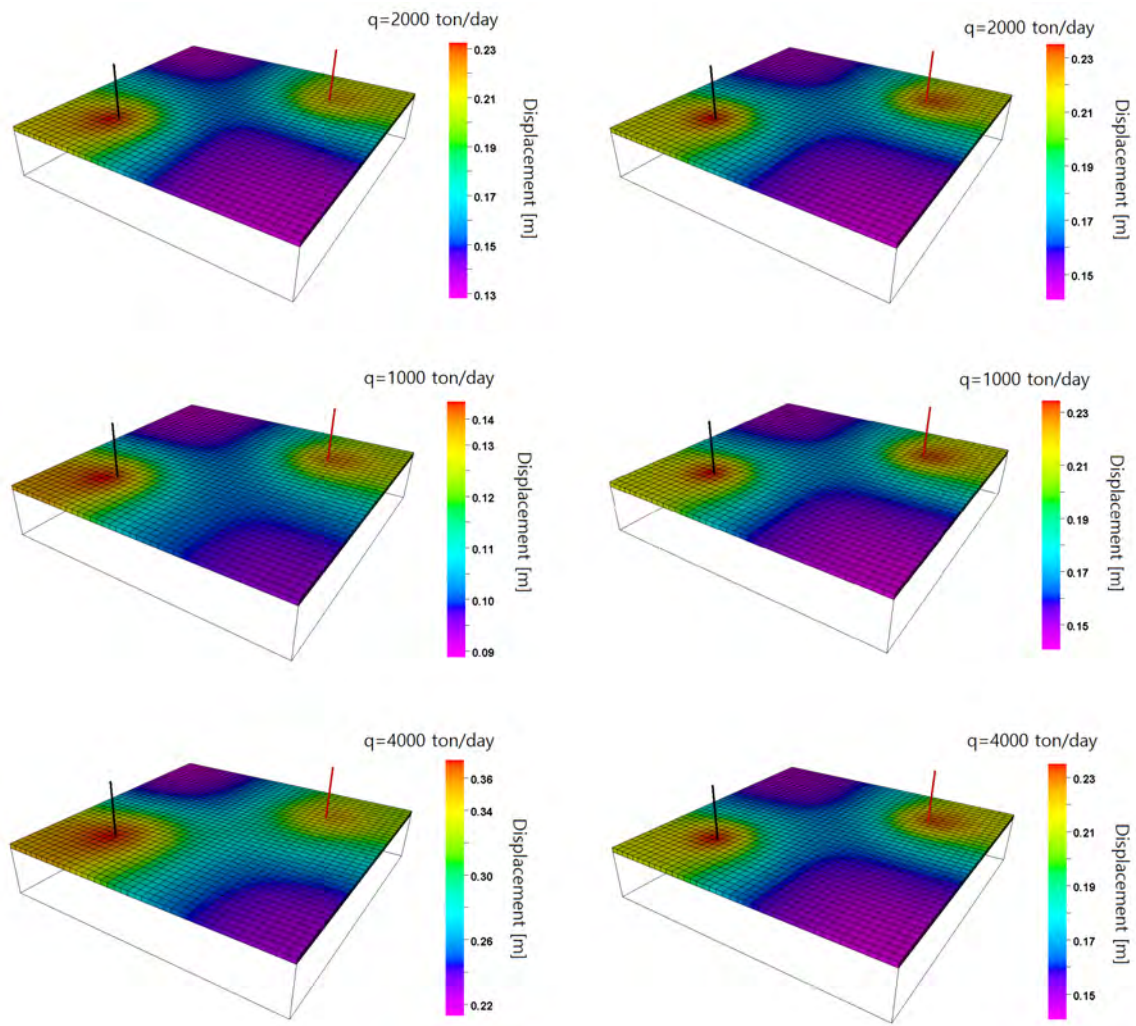 q=2000 ton/day
0.23
0.21
0.19
0.17
0.15
0.13
Displacement [m]
q=2000 ton/day
0.23
0.21
0.19
0.17
0.15
Displacement [m]
q=1000 ton/day
0.14
0.13
0.12
0.11
0.10
0.09
Displacement [m]
q=1000 ton/day
0.23
0.21
0.19
0.17
0.15
Displacement [m]
q=4000 ton/day
0.36
0.34
0.30
0.26
0.22
Displacement [m]
q=4000 ton/day
0.23
0.21
0.19
0.17
0.15
Displacement [m]